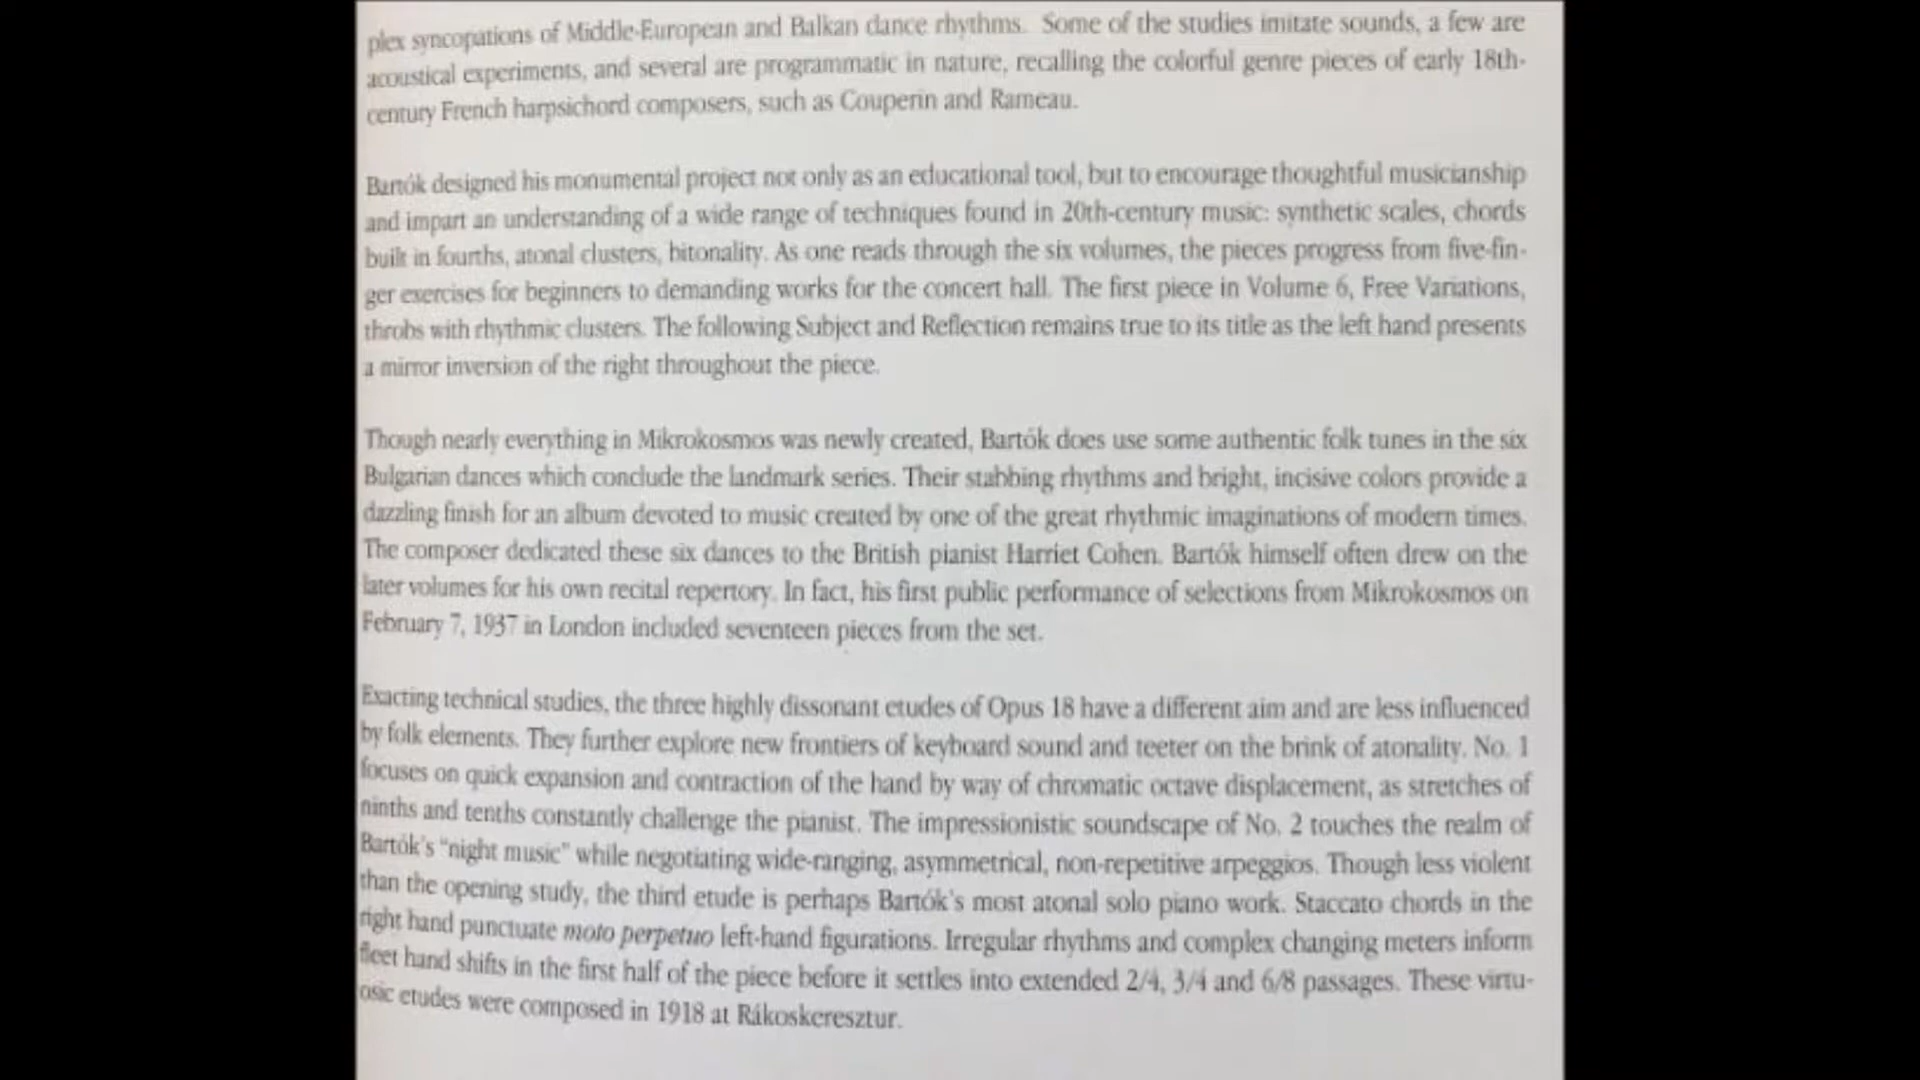 plex syncopations of Middle-European and Balkan dance rhythms. Some of the studies imitate sounds, a few are
acoustical experiments, and several are programmatic in nature, recalling the colorful genre pieces of early 18th-
century French harpsichord composers, such as Couperin and Rameau.
Bartók designed his monumental project not only as an educational tool, but to encourage thoughtful musicianship
and impart an understanding of a wide range of techniques found in 20th-century music: synthetic scales, chords
built in fourths, atonal clusters, bitonality. As one reads through the six volumes, the pieces progress from five-fin-
ger exercises for beginners to demanding works for the concert hall. The first piece in Volume 6, Free Variations,
throbs with rhythmic clusters. The following Subject and Reflection remains true to its title as the left hand presents
a mirror inversion of the right throughout the piece.
Though nearly everything in Mikrokosmos was newly created, Bartók does use some authentic folk tunes in the six
Bulgarian dances which conclude the landmark series. Their stabbing rhythms and bright, incisive colors provide a
dazzling finish for an album devoted to music created by one of the great rhythmic imaginations of modern times.
The composer dedicated these six dances to the British pianist Harriet Cohen. Bartók himself often drew on the
later volumes for his own recital repertory. In fact, his first public performance of selections from Mikrokosmos on
February 7, 1937 in London included seventeen pieces from the set.
Exacting technical studies, the three highly dissonant etudes of Opus 18 have a different aim and are less influenced
by folk elements. They further explore new frontiers of keyboard sound and teeter on the brink of atonality. No. 1
focuses on quick expansion and contraction of the hand by way of chromatic octave displacement, as stretches of
ninths and tenths constantly challenge the pianist. The impressionistic soundscape of No. 2 touches the realm of
Bartók's "night music" while negotiating wide-ranging, asymmetrical, non-repetitive arpeggios. Though less violent
than the opening study, the third etude is perhaps Bartók's most atonal solo piano work. Staccato chords in the
right hand punctuate moto perpetuo left-hand figurations. Irregular rhythms and complex changing meters inform
fleet hand shifts in the first half of the piece before it settles into extended 2/4, 3/4 and 6/8 passages. These virtu-
osic etudes were composed in 1918 at Rákoskeresztur.